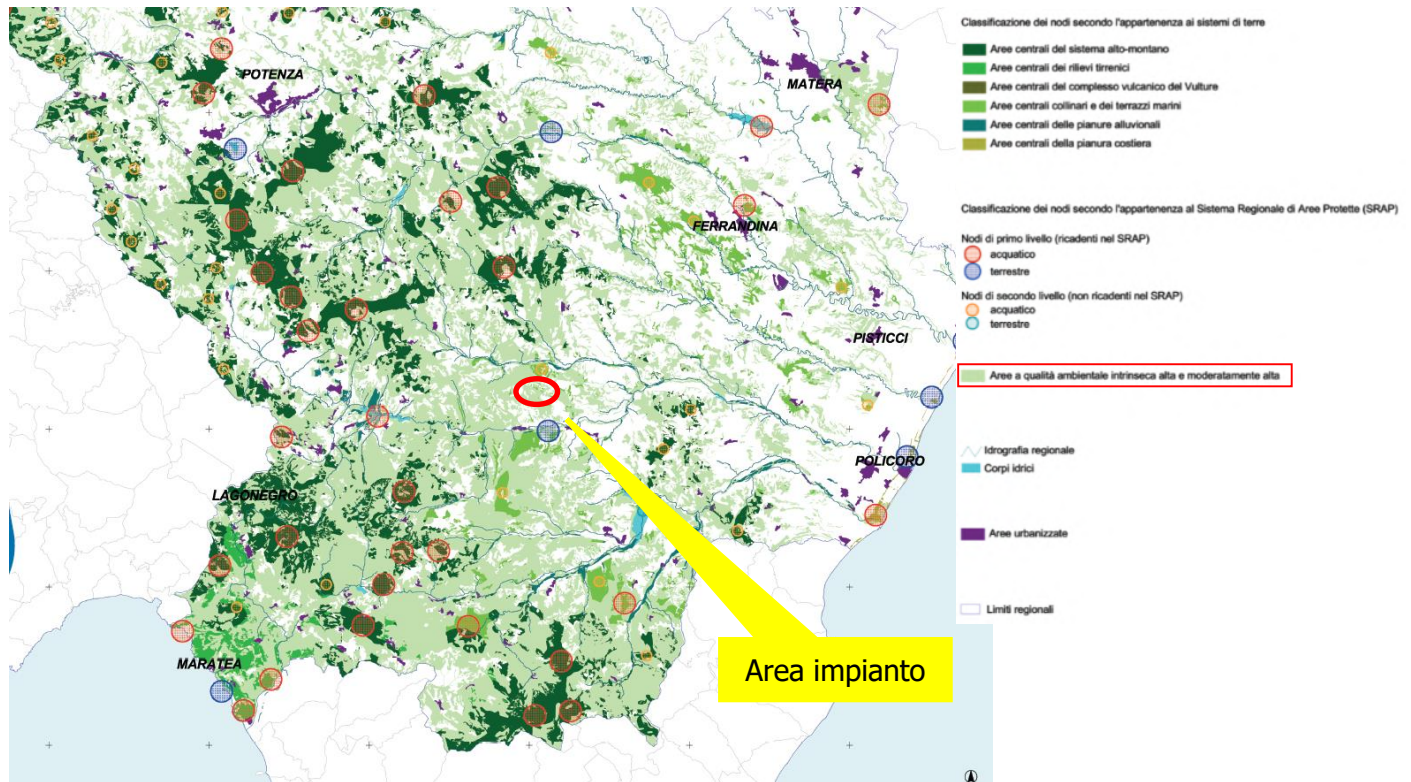 POTENZA
MATERA
FERRANDINA
PISTICCI
POLICORO
LAGONEGRO
MARATEA
Area impianto
Classificazione dei nodi secondo l'appartenenza ai sistemi di terre
Aree centrali del sistema alto-montano
Aree centrali dei rilievi tirrenici
Aree centrali del complesso vulcanico del Vulture
Aree centrali collinari e dei terrazzi marini
Aree centrali delle pianure alluvionali
Aree centrali della pianura costiera
Classificazione dei nodi secondo l'appartenenza al Sistema Regionale di Aree Protette (SRAP)
Nodi di primo livello (ricadenti nel SRAP)
acquatico
terrestre
Nodi di secondo livello (non ricadenti nel SRAP)
acquatico
terrestre
Aree a qualità ambientale intrinseca alta e moderatamente alta
Idrografia regionale
Corpi idrici
Aree urbanizzate
Limiti regionali